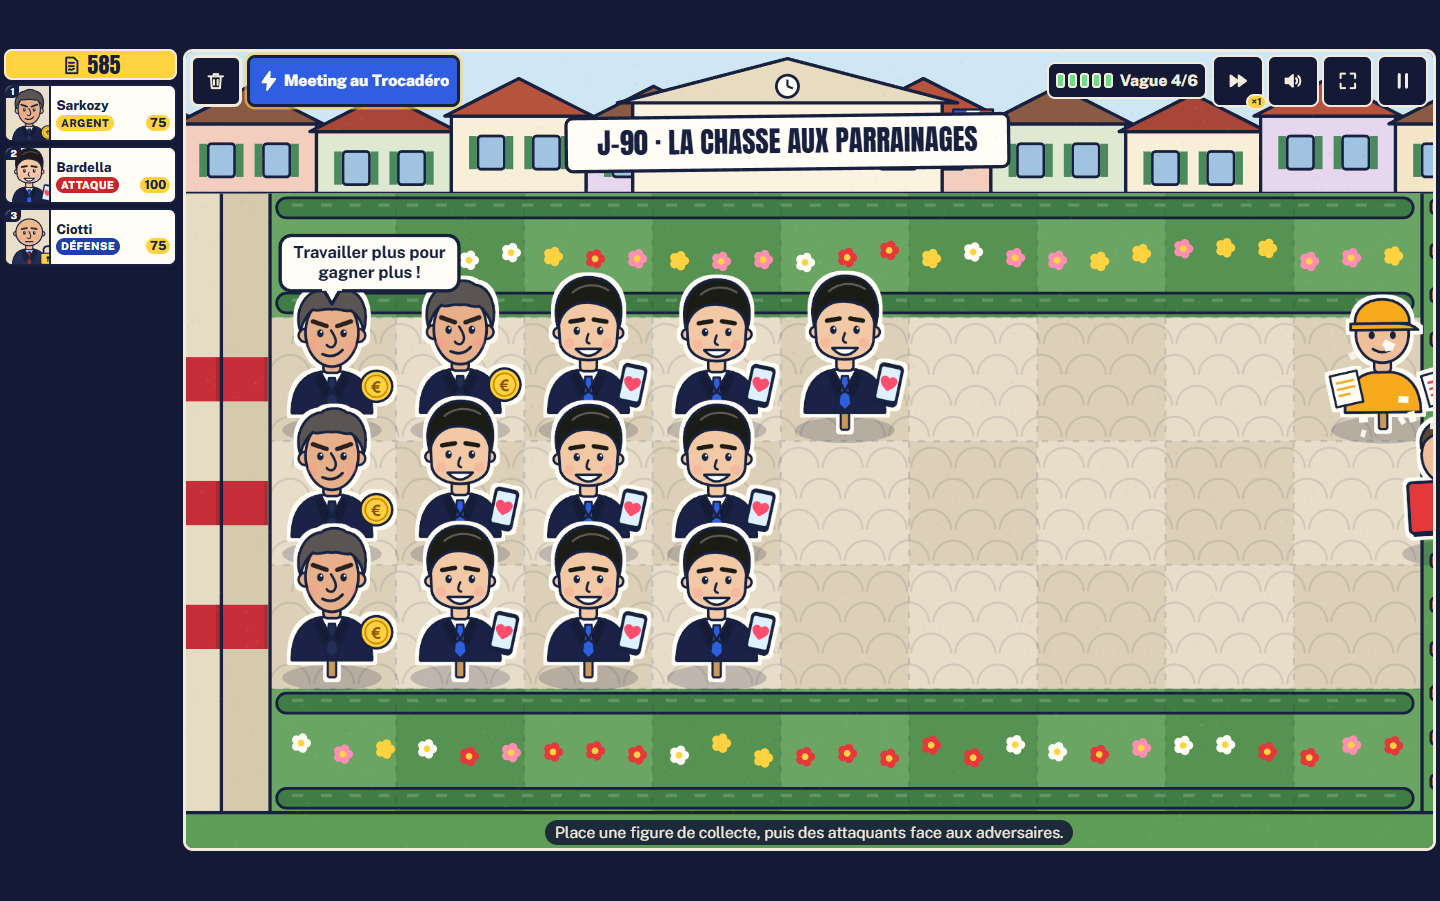 585
1
Sarkozy
ARGENT
75
2
Bardella
ATTAQUE
100
3
Ciotti
DÉFENSE
75
Meeting au Trocadéro
Vague 4/6
×1
J-90 · LA CHASSE AUX PARRAINAGES
Travailler plus pour
gagner plus !
€
€
€
€
Place une figure de collecte, puis des attaquants face aux adversaires.